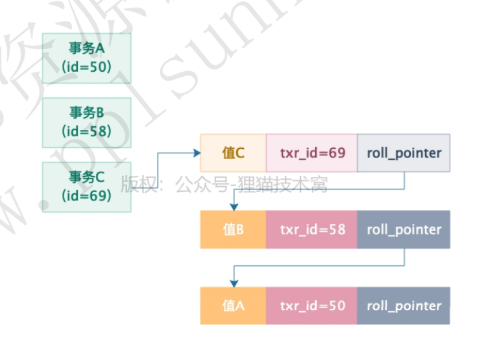 事务A
(id=50)
事务B
(id=58)
事务C
(id=69)
值C txr_id=69 roll_pointer
版权: 公众号-狸猫技术窝
值B txr_id=58 roll_pointer
值A txr_id=50 roll_pointer